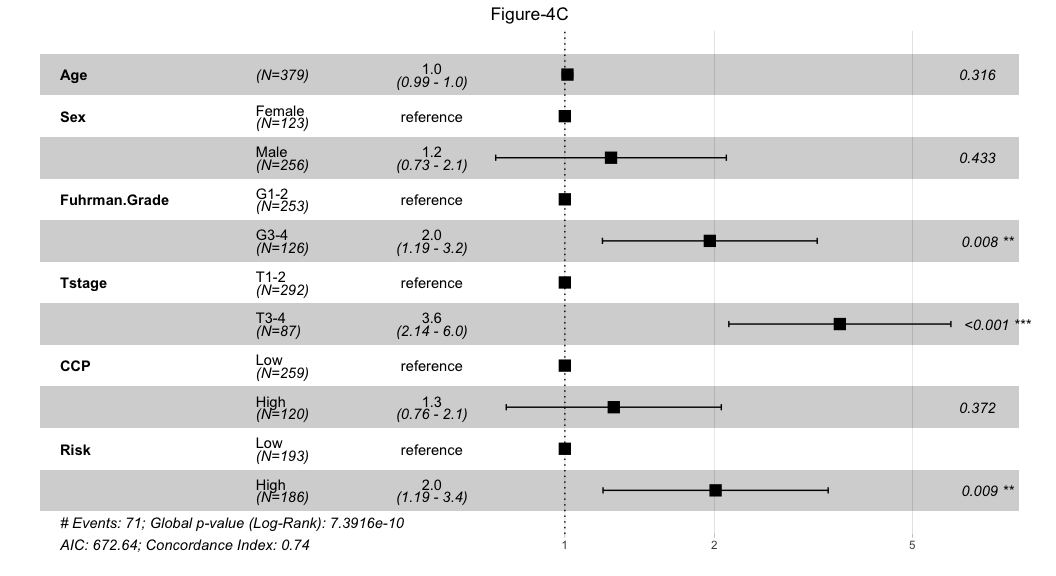 Figure-4C
Age (N=379) 1.0 0.316
(0.99 - 1.0)
Sex Female reference
(N=123)
Male 1.2 0.433
(N=256) (0.73 - 2.1)
Fuhrman.Grade G1-2 reference
(N=253)
G3-4 2.0 0.008 **
(N=126) (1.19 - 3.2)
Tstage T1-2 reference
(N=292)
T3-4 3.6 <0.001 ***
(N=87) (2.14 - 6.0)
CCP Low reference
(N=259)
High 1.3 0.372
(N=120) (0.76 - 2.1)
Risk Low reference
(N=193)
High 2.0 0.009 **
(N=186) (1.19 - 3.4)
# Events: 71; Global p-value (Log-Rank): 7.3916e-10
AIC: 672.64; Concordance Index: 0.74
1 2 5